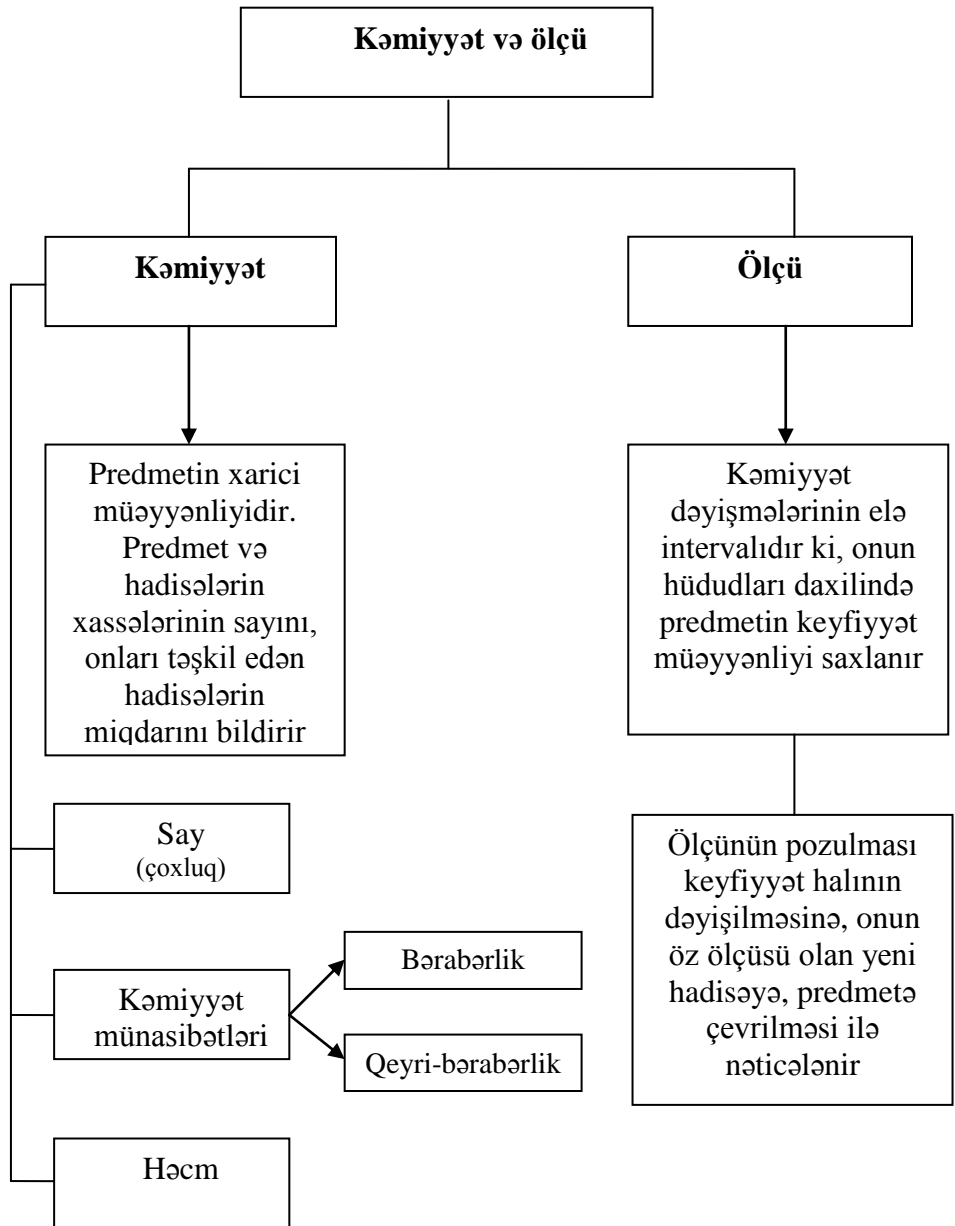 Kəmiyyət və ölçü
Kəmiyyət
Ölçü
Predmetin xarici
müəyyənliyidir.
Predmet və
hadisələrin
xassələrinin sayını,
onları təşkil edən
hadisələrin
miqdarını bildirir
Kəmiyyət
dəyişmələrinin elə
intervalıdır ki, onun
hüdudları daxilində
predmetin keyfiyyət
müəyyənliyi saxlanır
Say
(çoxluq)
Kəmiyyət
münasibətləri
Bərabərlik
Qeyri-bərabərlik
Həcm
Ölçünün pozulması
keyfiyyət halının
dəyişilməsinə, onun
öz ölçüsü olan yeni
hadisəyə, predmetə
çevrilməsi ilə
nəticələnir